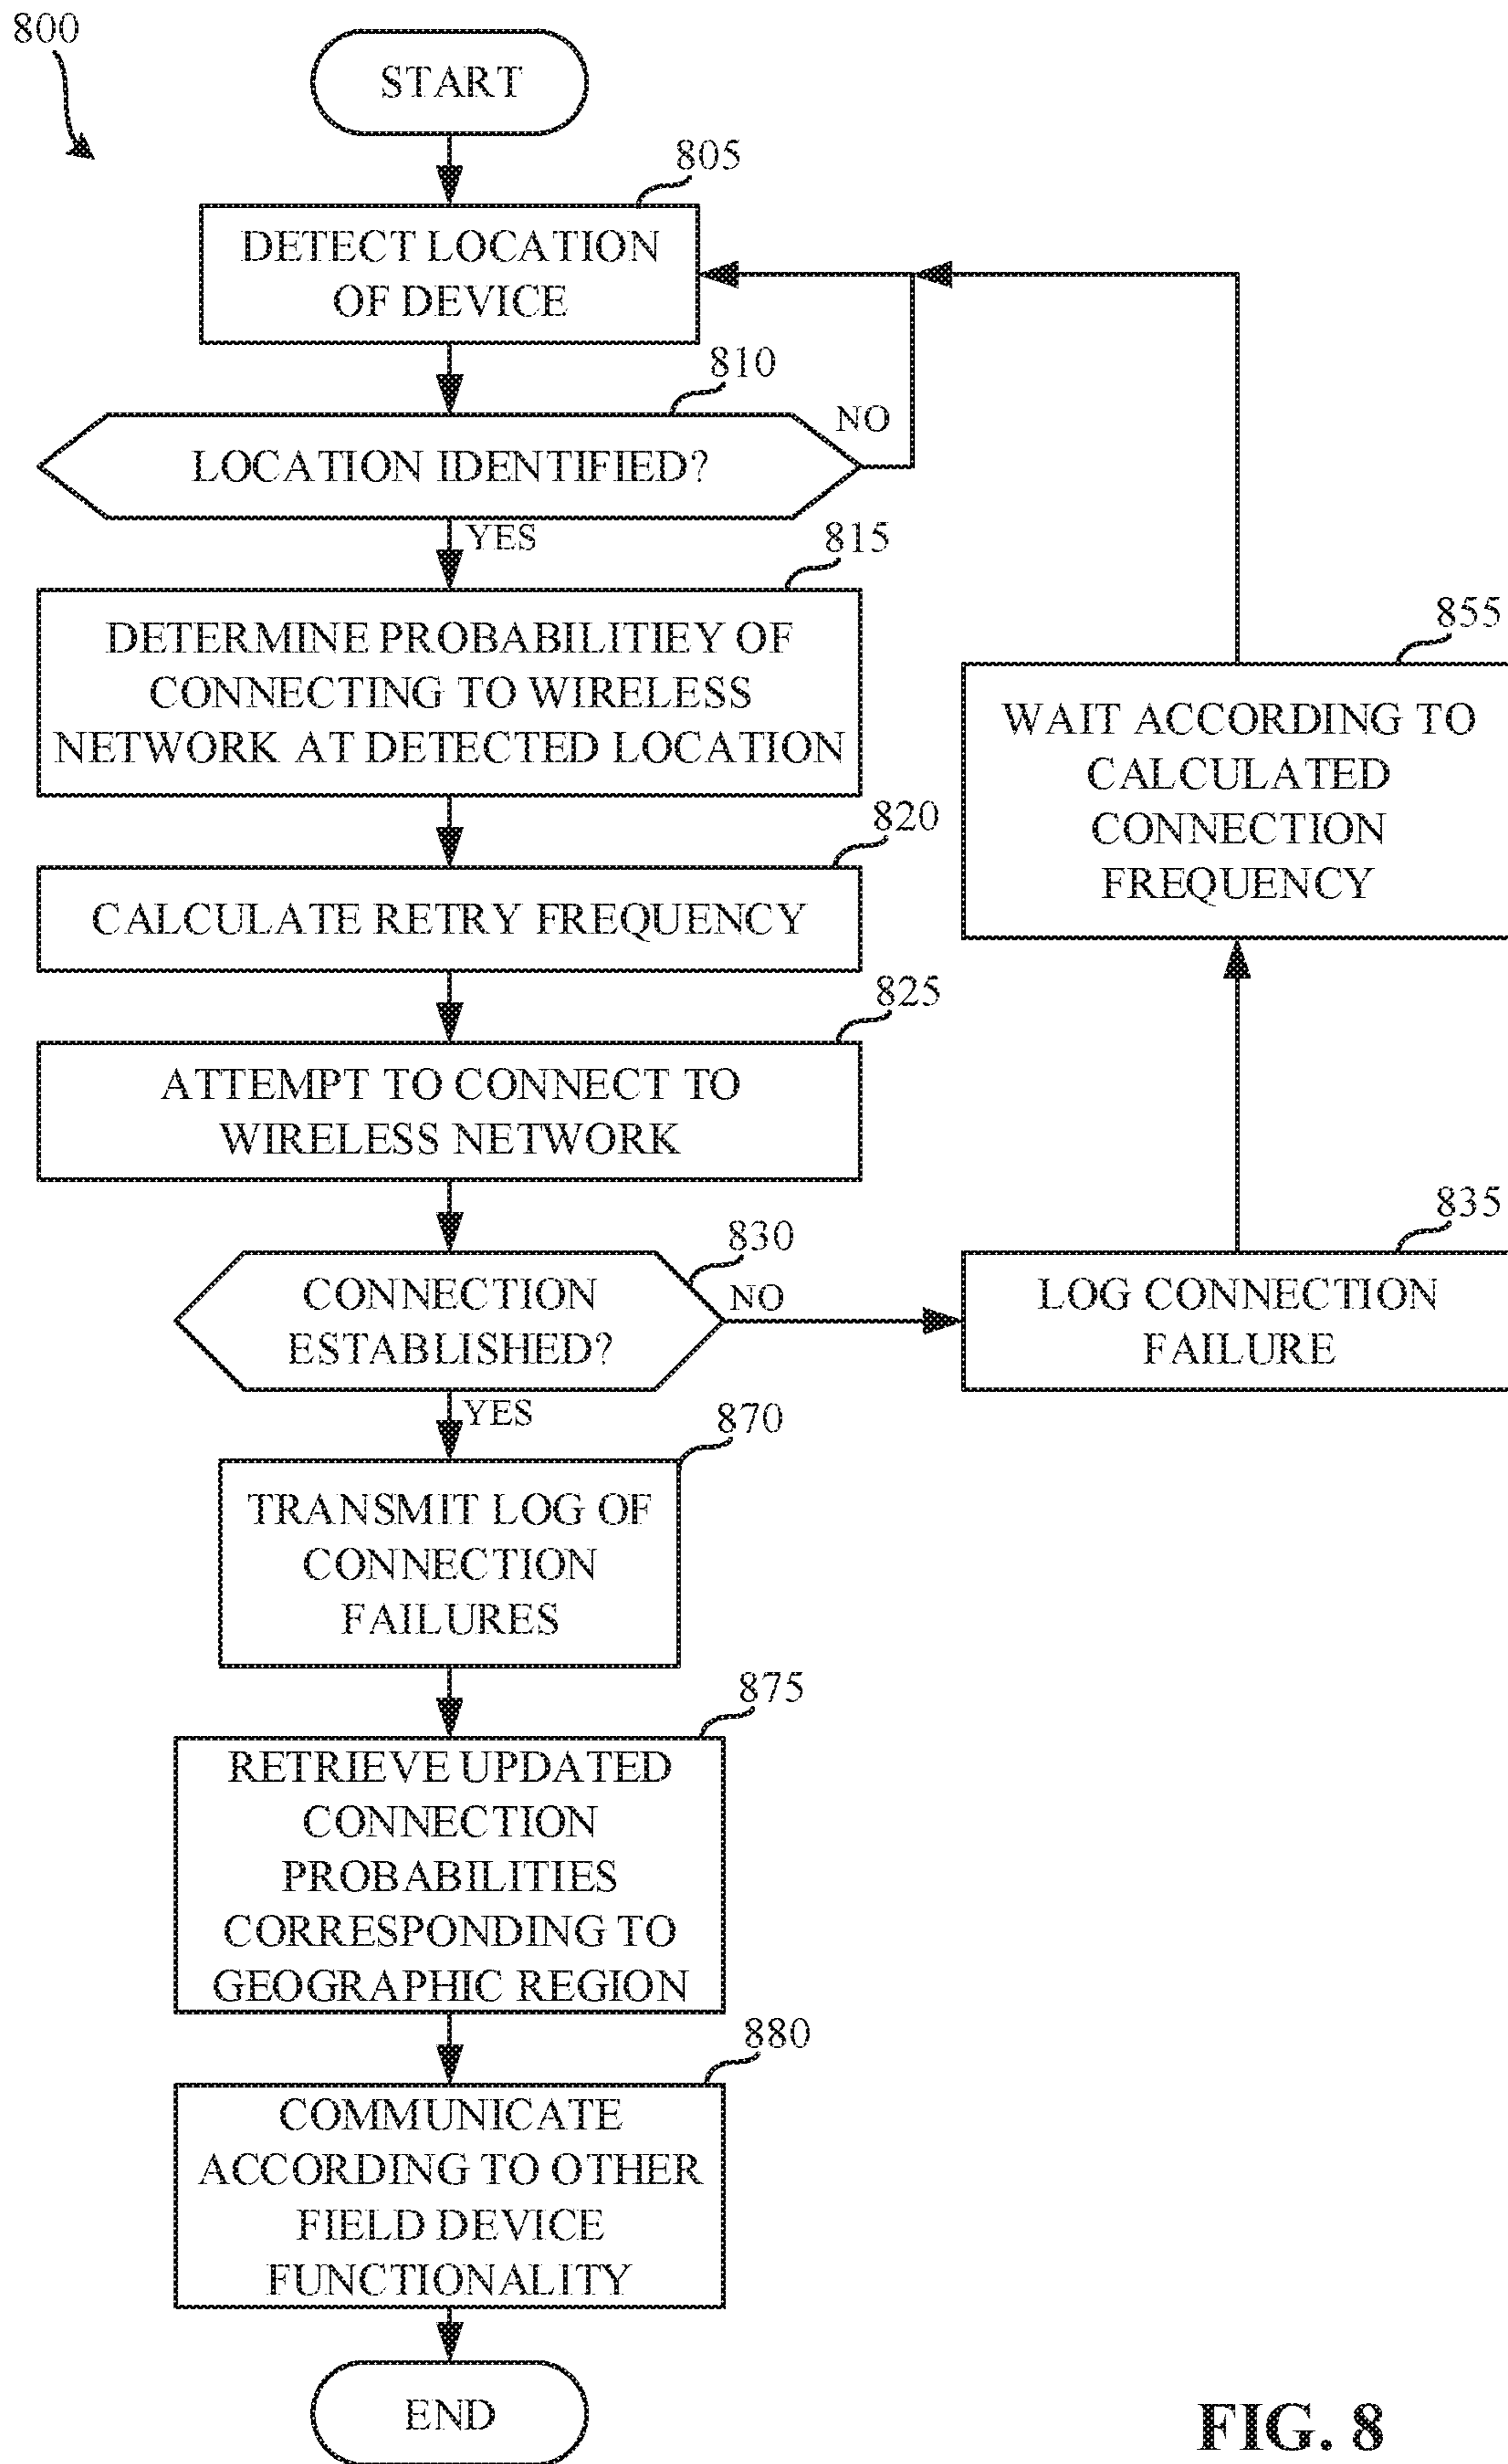 800
START
805
DETECT LOCATION
OF DEVICE
810
LOCATION IDENTIFIED?
NO
YES
815
DETERMINE PROBABILITIEY OF
CONNECTING TO WIRELESS
NETWORK AT DETECTED LOCATION
820
CALCULATE RETRY FREQUENCY
825
ATTEMPT TO CONNECT TO
WIRELESS NETWORK
830
CONNECTION
ESTABLISHED?
NO
YES
835
LOG CONNECTION
FAILURE
855
WAIT ACCORDING TO
CALCULATED
CONNECTION
FREQUENCY
870
TRANSMIT LOG OF
CONNECTION
FAILURES
875
RETRIEVE UPDATED
CONNECTION
PROBABILITIES
CORRESPONDING TO
GEOGRAPHIC REGION
880
COMMUNICATE
ACCORDING TO OTHER
FIELD DEVICE
FUNCTIONALITY
END
FIG. 8